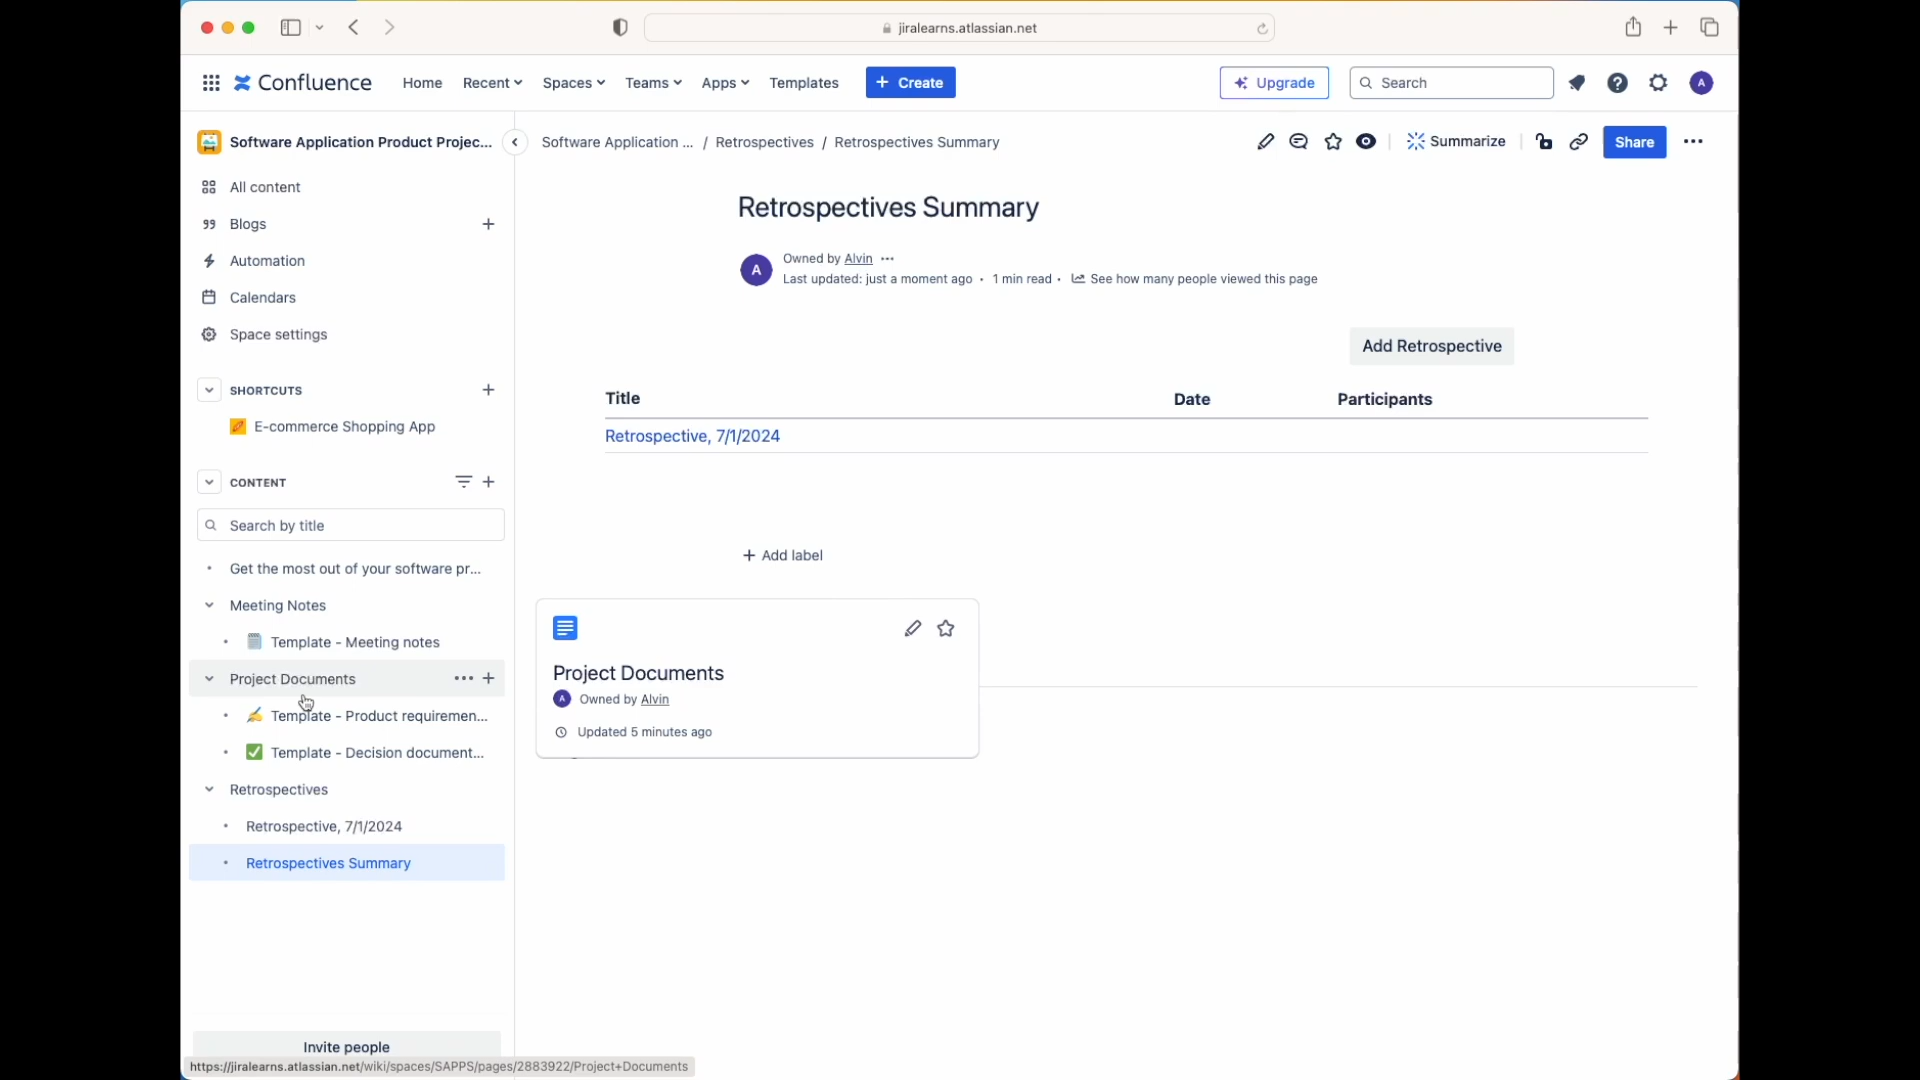 jiralearns.atlassian.net
Confluence Home Recent Spaces Teams Apps Templates + Create Upgrade Search ? A
Software Application Product Projec...
Software Application ... / Retrospectives / Retrospectives Summary
Summarize Share
All content
Blogs
Automation
Calendars
Space settings
SHORTCUTS
E-commerce Shopping App
CONTENT
Search by title
Get the most out of your software pr...
Meeting Notes
Template - Meeting notes
Project Documents
Template - Product requiremen...
Template - Decision document...
Retrospectives
Retrospective, 7/1/2024
Retrospectives Summary
Invite people
https://jiralearns.atlassian.net/wiki/spaces/SAPPS/pages/2883922/Project+Documents
Retrospectives Summary
A
Owned by Alvin
Last updated: just a moment ago • 1 min read • See how many people viewed this page
Add Retrospective
Title Date Participants
Retrospective, 7/1/2024
+ Add label
Project Documents
A Owned by Alvin
Updated 5 minutes ago